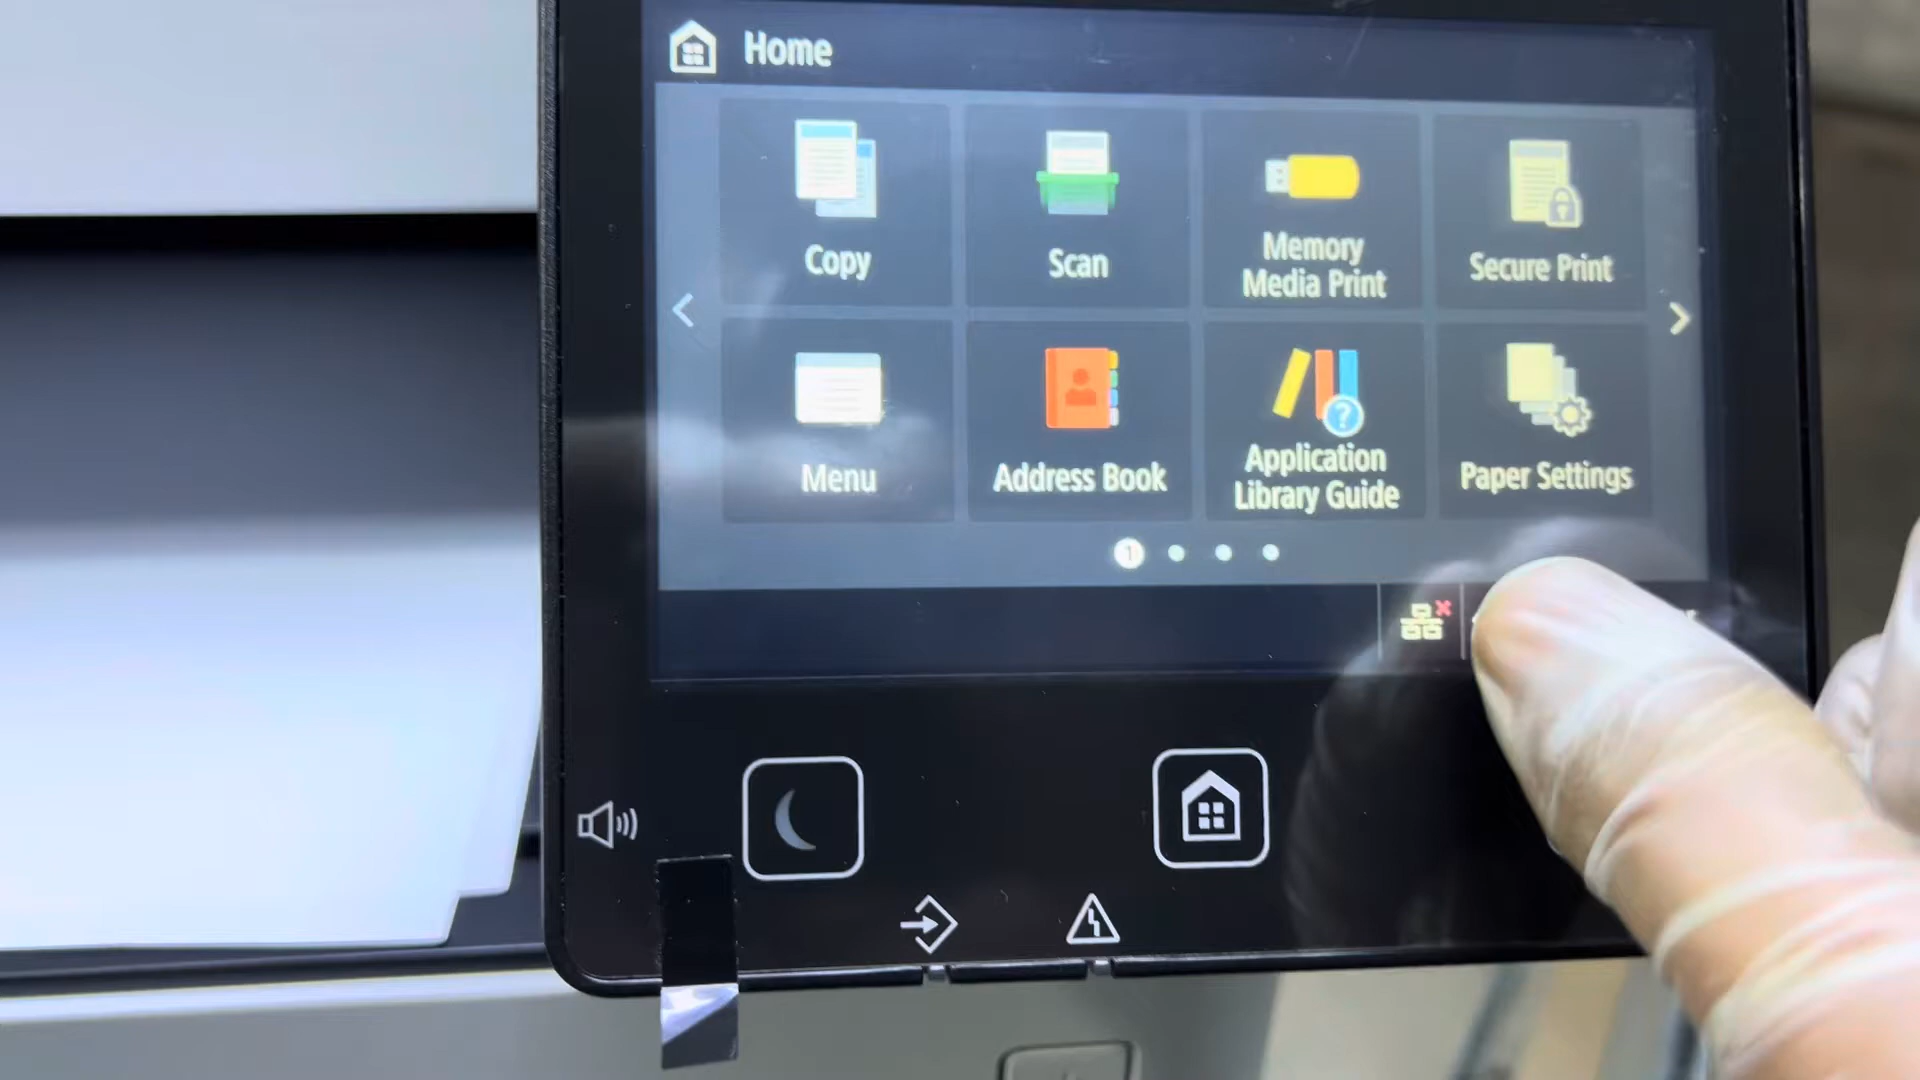 Home
Copy
Scan
Memory
Media Print
Secure Print
Menu
Address Book
Application
Library Guide
Paper Settings
1